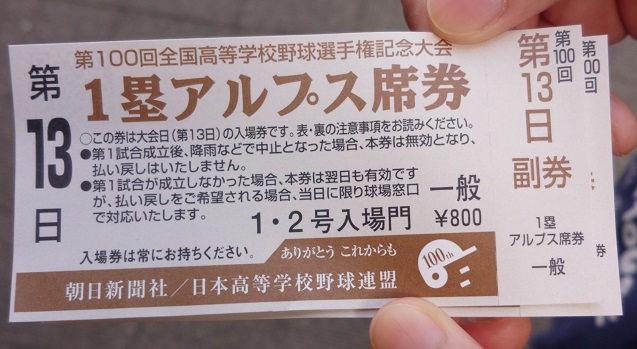 第100回全国高等学校野球選手権記念大会
第
13
日
1塁アルプス席券
○この券は大会日(第13日)の入場券です。表・裏の注意事項をお読みください。
●第1試合成立後、降雨などで中止となった場合、本券は無効となり、
払い戻しはいたしません。
●第1試合が成立しなかった場合、本券は翌日も有効です
が、払い戻しをご希望される場合、当日に限り球場窓口
で対応いたします。
一般
1・2号入場門 ¥800
入場券は常にお持ちください。
ありがとう これからも
100th
朝日新聞社/日本高等学校野球連盟
第100回
第13日
副券
1塁
アルプス席券
一般
第100回